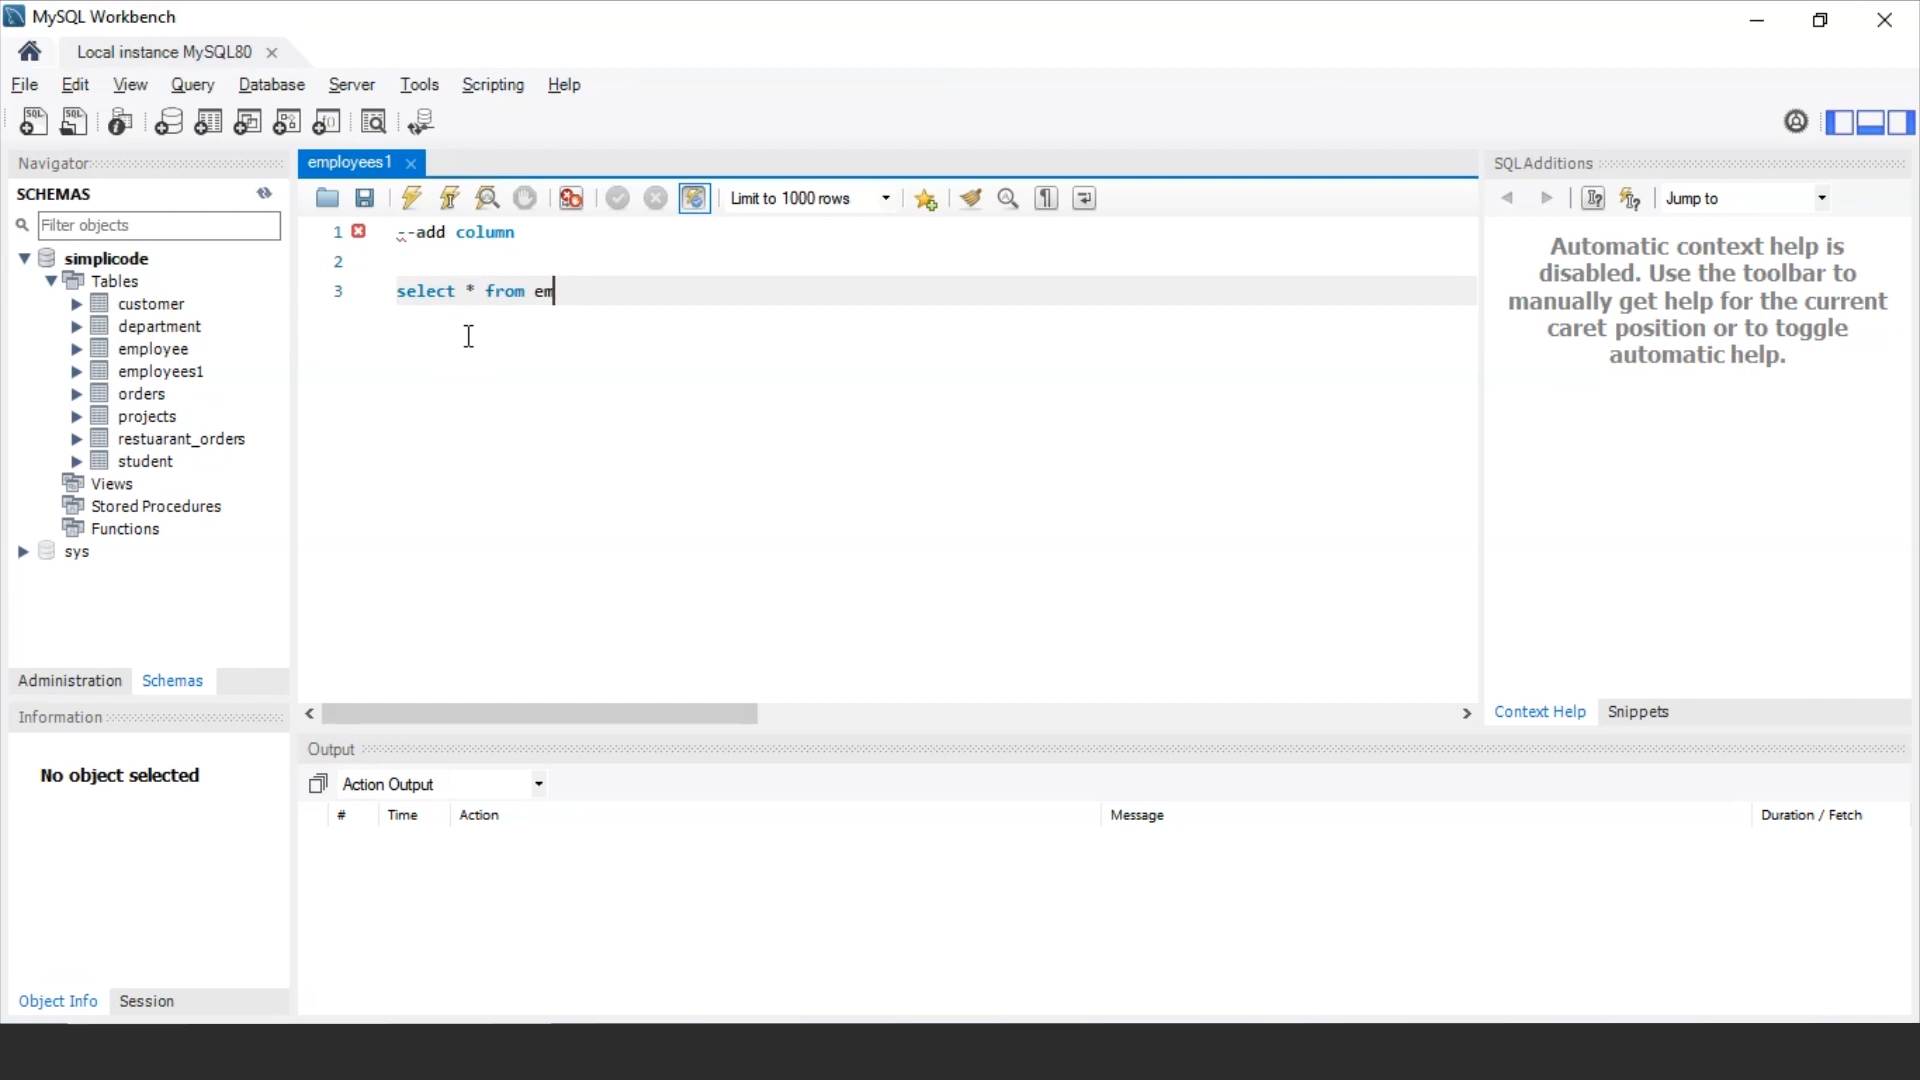 MySQL Workbench
Local instance MySQL80
File Edit View Query Database Server Tools Scripting Help
Navigator
SCHEMAS
Filter objects
simplicode
Tables
customer
department
employee
employees1
orders
projects
restuarant_orders
student
Views
Stored Procedures
Functions
sys
Administration Schemas
Information
No object selected
Object Info Session
employees1
Limit to 1000 rows
1 --add column
2
3 select * from em
Output
Action Output
# Time Action Message Duration / Fetch
SQLAdditions
Jump to
Automatic context help is
disabled. Use the toolbar to
manually get help for the current
caret position or to toggle
automatic help.
Context Help Snippets